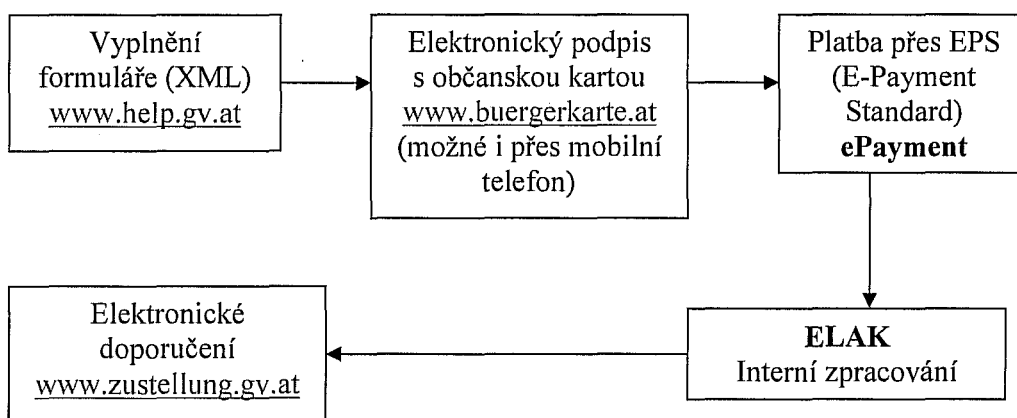 Vyplnění
formuláře (XML)
www.help.gv.at
Elektronický podpis
s občanskou kartou
www.buergerkarte.at
(možné i přes mobilní
telefon)
Platba přes EPS
(E-Payment
Standard)
ePayment
ELAK
Interní zpracování
Elektronické
doporučení
www.zustellung.gv.at